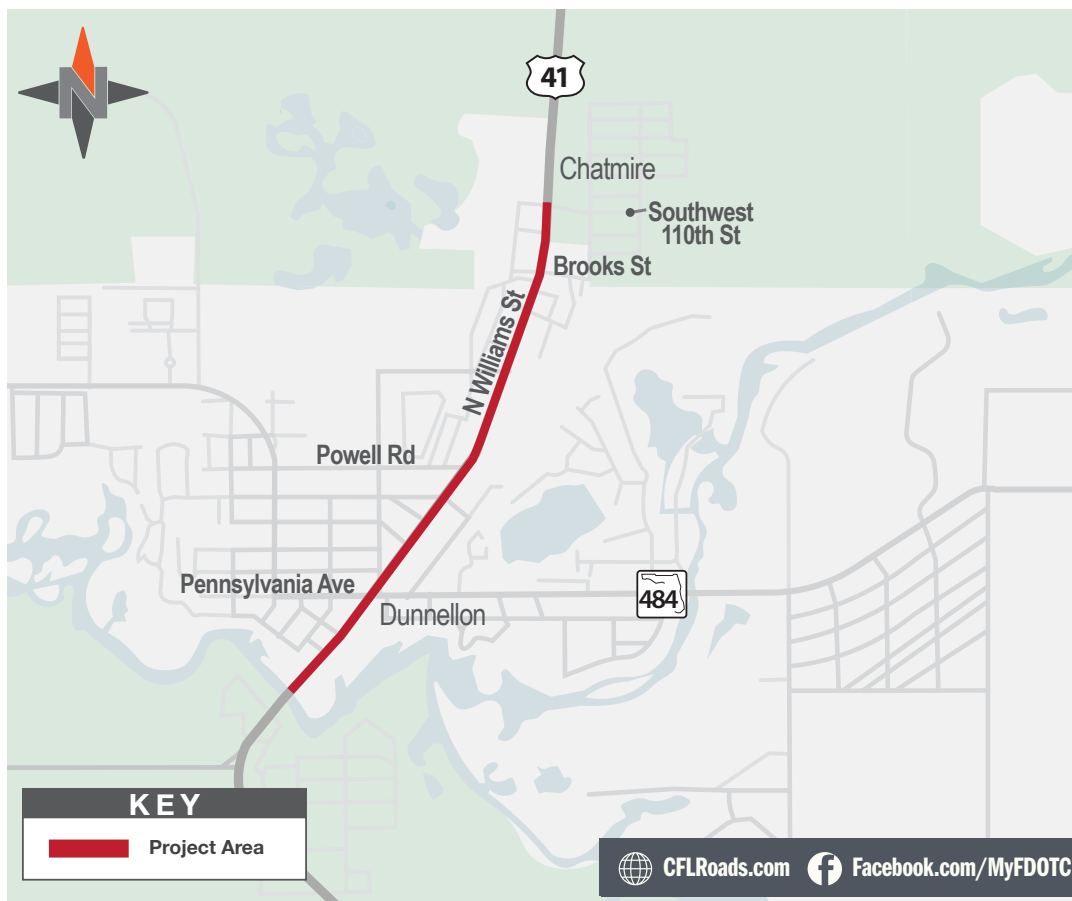 N
41
Chatmire
Southwest
110th St
Brooks St
N Williams St
Powell Rd
Pennsylvania Ave
Dunnellon
484
KEY
Project Area
CFLRoads.com
Facebook.com/MyFDOTC